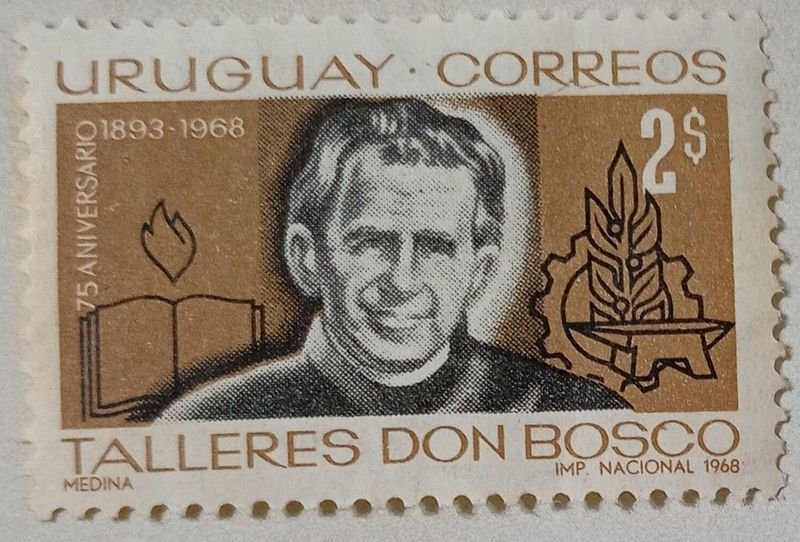 URUGUAY · CORREOS
75 ANIVERSARIO
1893-1968
2$
TALLERES DON BOSCO
MEDINA
IMP. NACIONAL 1968